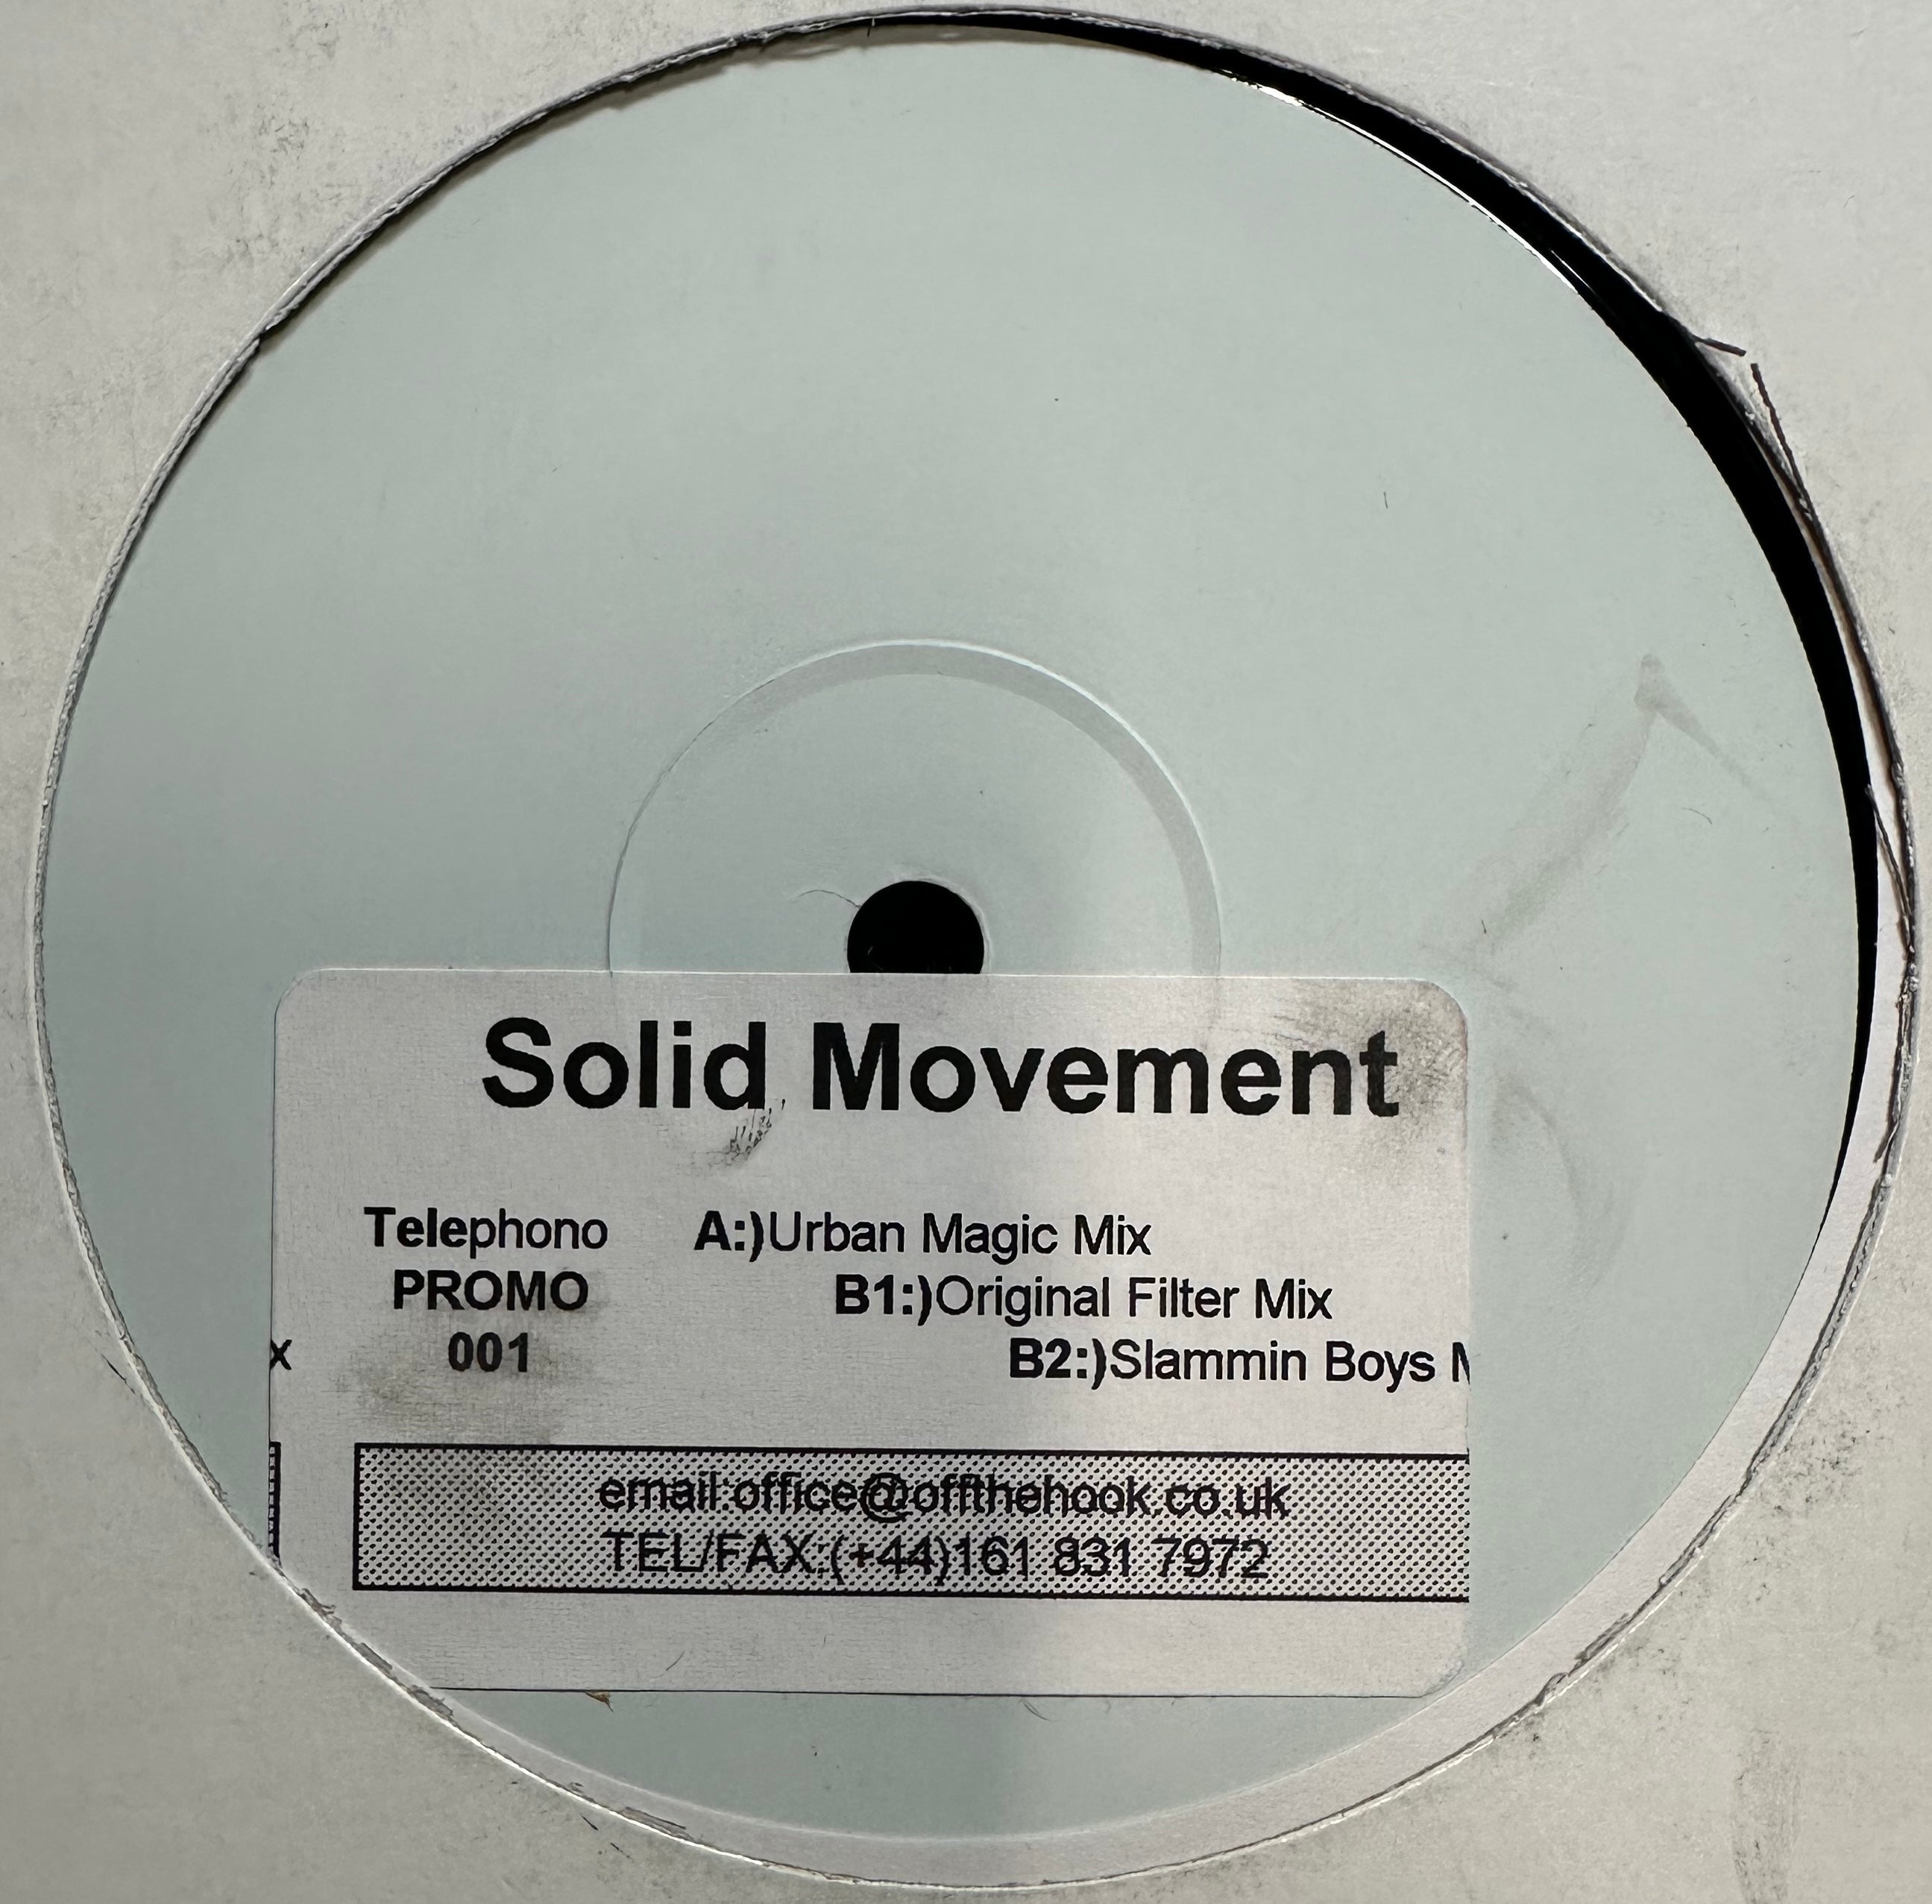 Solid Movement
Telephono A:)Urban Magic Mix
PROMO B1:)Original Filter Mix
x 001 B2:)Slammin Boys M
email:office@offthehook.co.uk
TEL/FAX:(+44)161 831 7972